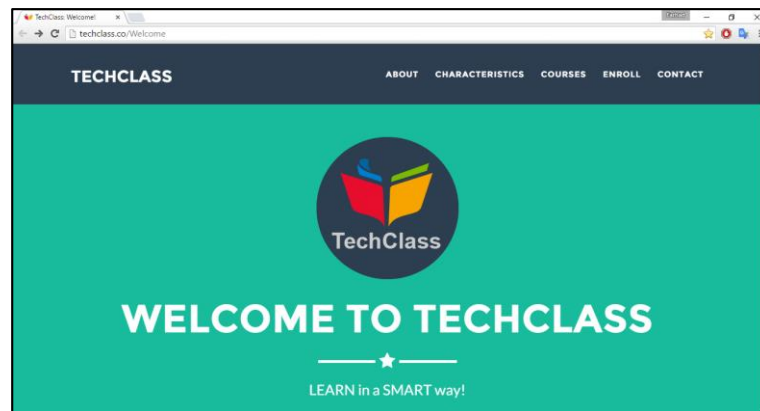 TechClass: Welcome!
techclass.co/Welcome
TECHCLASS
ABOUT CHARACTERISTICS COURSES ENROLL CONTACT
TechClass
WELCOME TO TECHCLASS
LEARN in a SMART way!